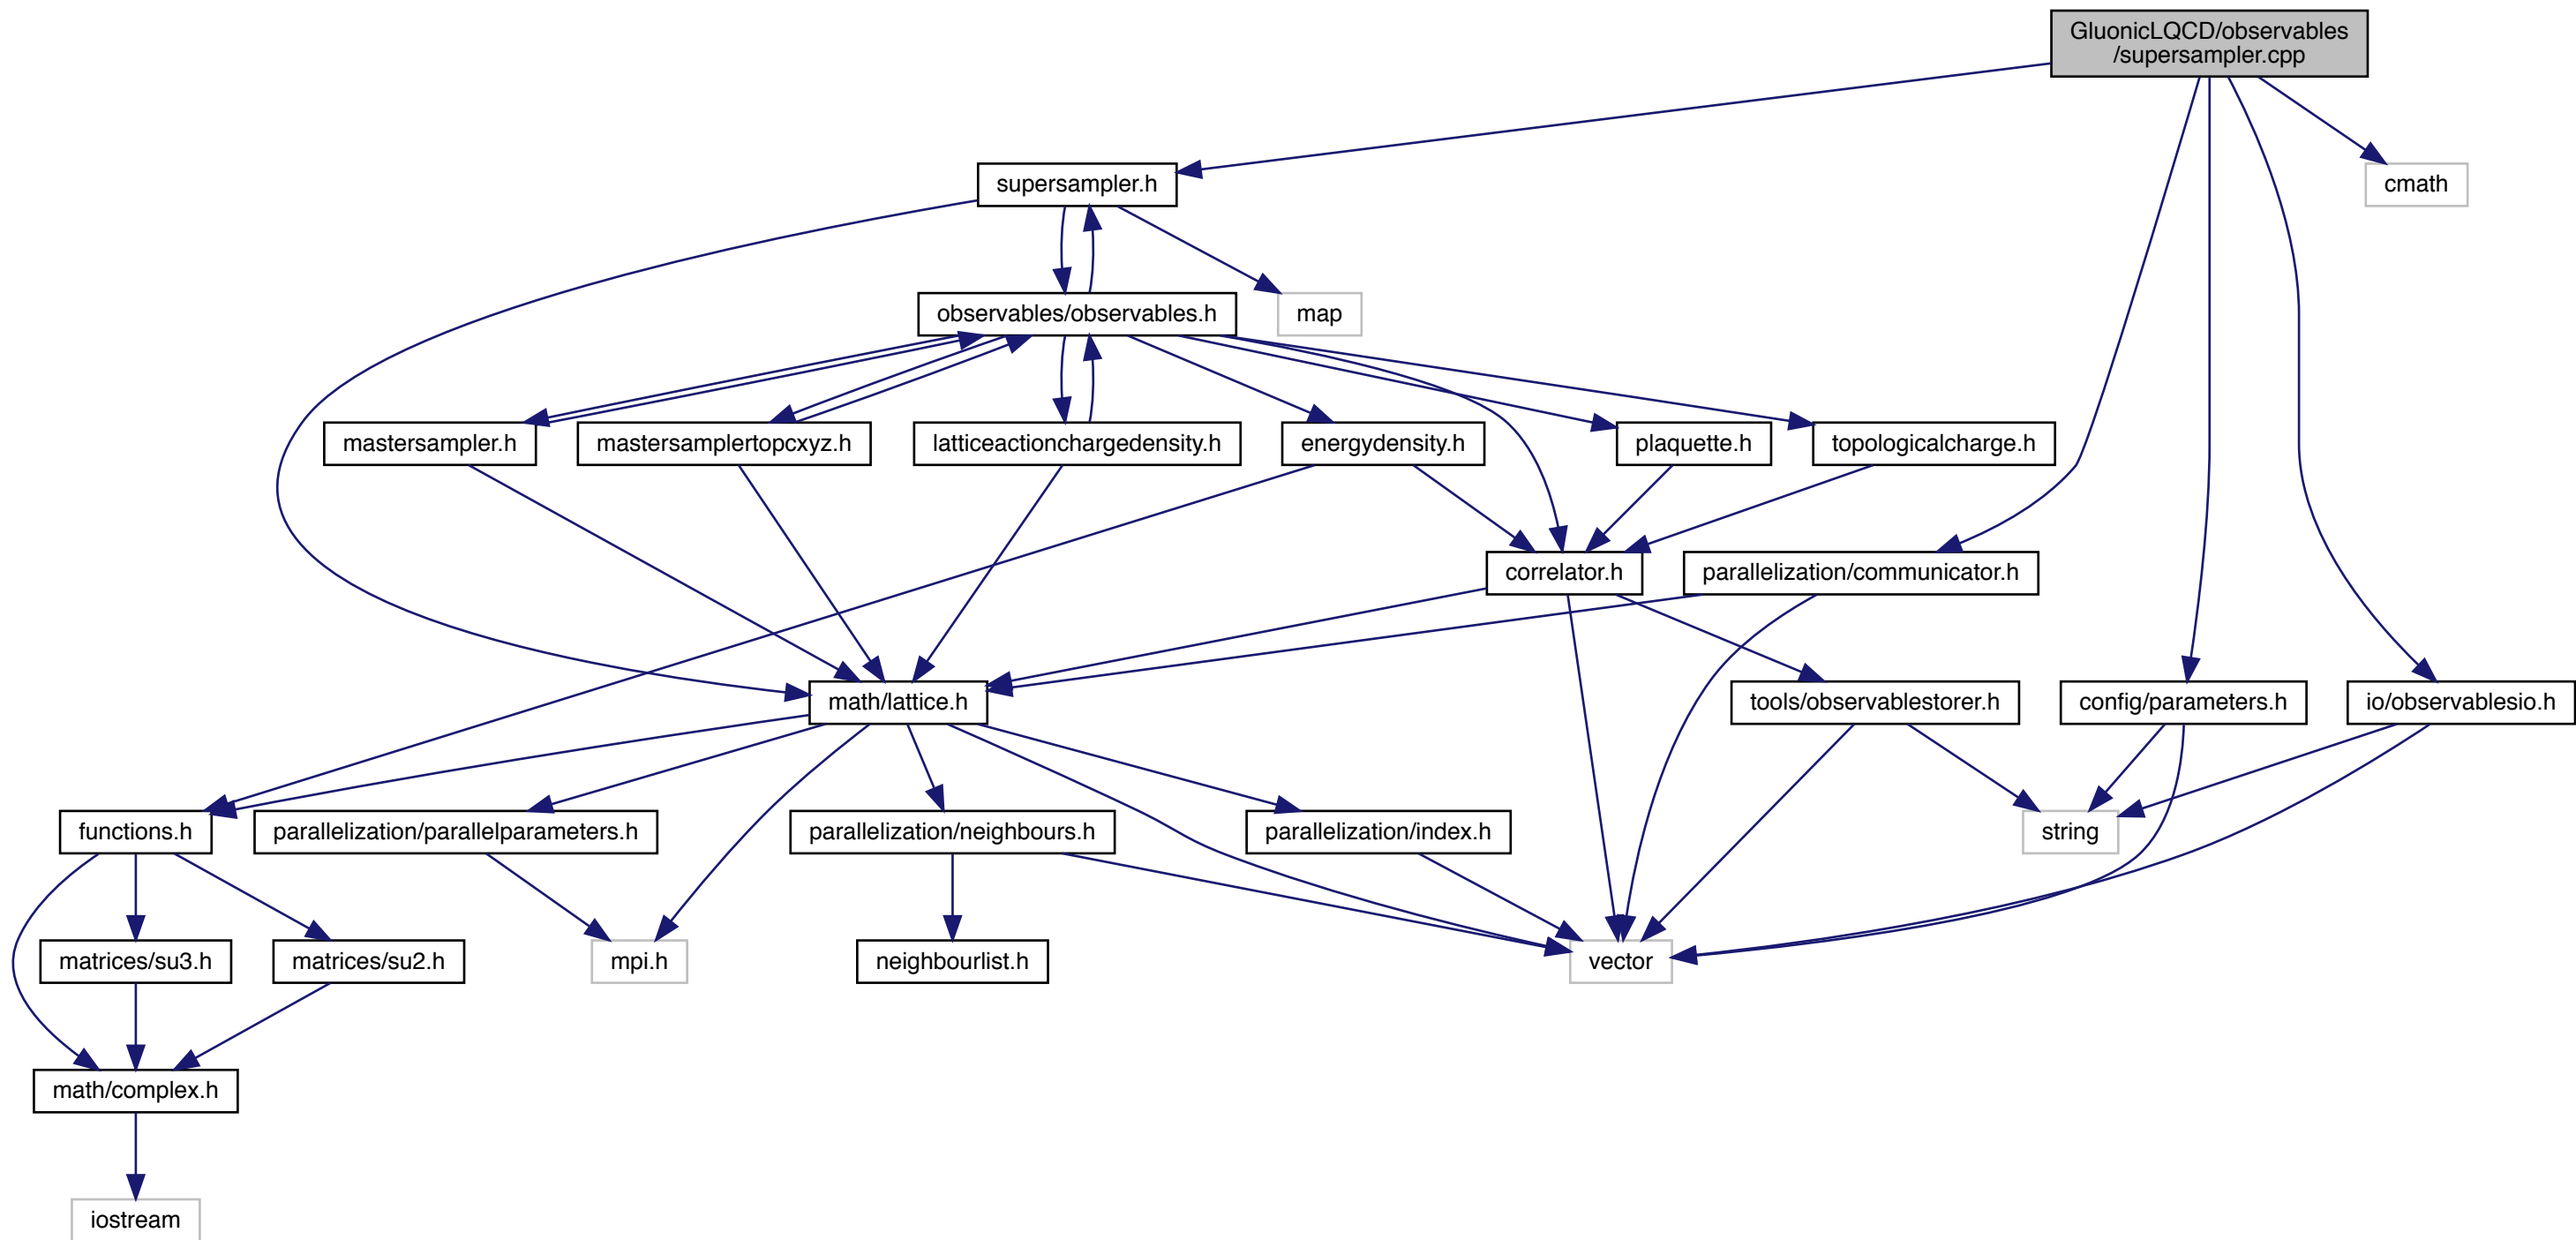 GluonicLQCD/observables
/supersampler.cpp
supersampler.h
cmath
observables/observables.h
map
mastersampler.h
mastersamplertopcxyz.h
latticeactionchargedensity.h
energydensity.h
plaquette.h
topologicalcharge.h
correlator.h
parallelization/communicator.h
math/lattice.h
tools/observablestorer.h
config/parameters.h
io/observablesio.h
functions.h
parallelization/parallelparameters.h
parallelization/neighbours.h
parallelization/index.h
string
matrices/su3.h
matrices/su2.h
mpi.h
neighbourlist.h
vector
math/complex.h
iostream